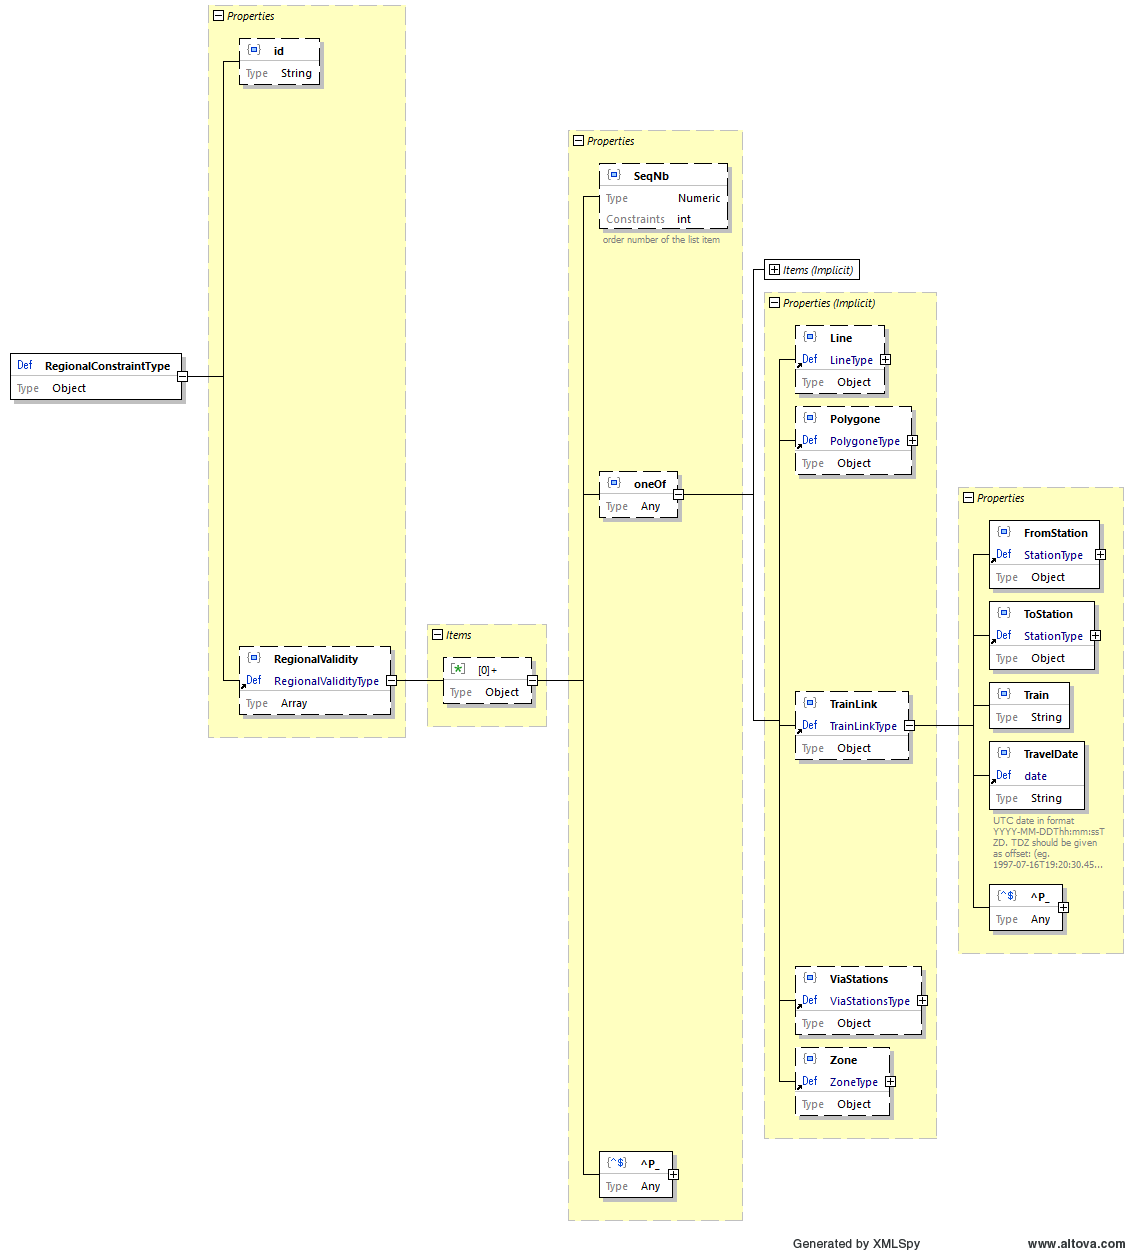 Properties
id
Type String
Def RegionalConstraintType
Type Object
RegionalValidity
Def RegionalValidityType
Type Array
Items
[0]+
Type Object
Properties
SeqNb
Type Numeric
Constraints int
order number of the list item
oneOf
Type Any
^P_
Type Any
Items (Implicit)
Properties (Implicit)
Line
Def LineType
Type Object
Polygone
Def PolygoneType
Type Object
TrainLink
Def TrainLinkType
Type Object
ViaStations
Def ViaStationsType
Type Object
Zone
Def ZoneType
Type Object
Properties
FromStation
Def StationType
Type Object
ToStation
Def StationType
Type Object
Train
Type String
TravelDate
Def date
Type String
UTC date in format
YYYY-MM-DDThh:mm:ssT
ZD. TDZ should be given
as offset: (eg.
1997-07-16T19:20:30.45...
^P_
Type Any
Generated by XMLSpy
www.altova.com